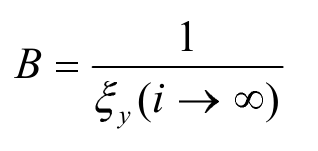 B = 1 / ξ_y (i → ∞)